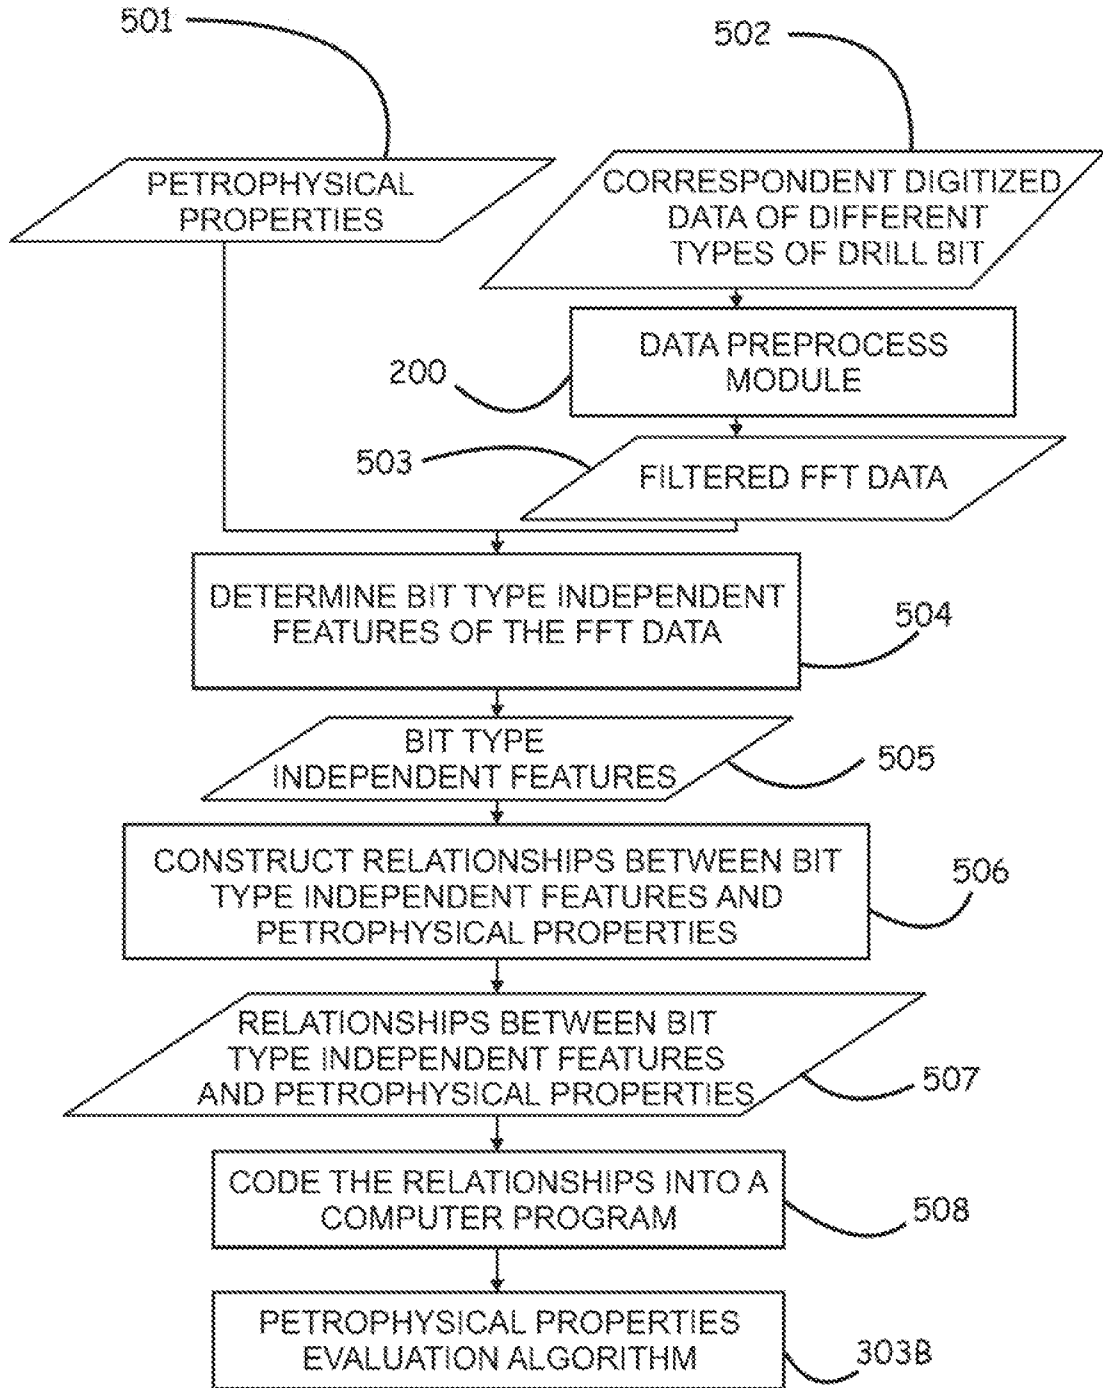 501
502
PETROPHYSICAL
PROPERTIES
CORRESPONDENT DIGITIZED
DATA OF DIFFERENT
TYPES OF DRILL BIT
200
DATA PREPROCESS
MODULE
503
FILTERED FFT DATA
DETERMINE BIT TYPE INDEPENDENT
FEATURES OF THE FFT DATA
504
BIT TYPE
INDEPENDENT FEATURES
505
CONSTRUCT RELATIONSHIPS BETWEEN BIT
TYPE INDEPENDENT FEATURES AND
PETROPHYSICAL PROPERTIES
506
RELATIONSHIPS BETWEEN BIT
TYPE INDEPENDENT FEATURES
AND PETROPHYSICAL PROPERTIES
507
CODE THE RELATIONSHIPS INTO A
COMPUTER PROGRAM
508
PETROPHYSICAL PROPERTIES
EVALUATION ALGORITHM
303B